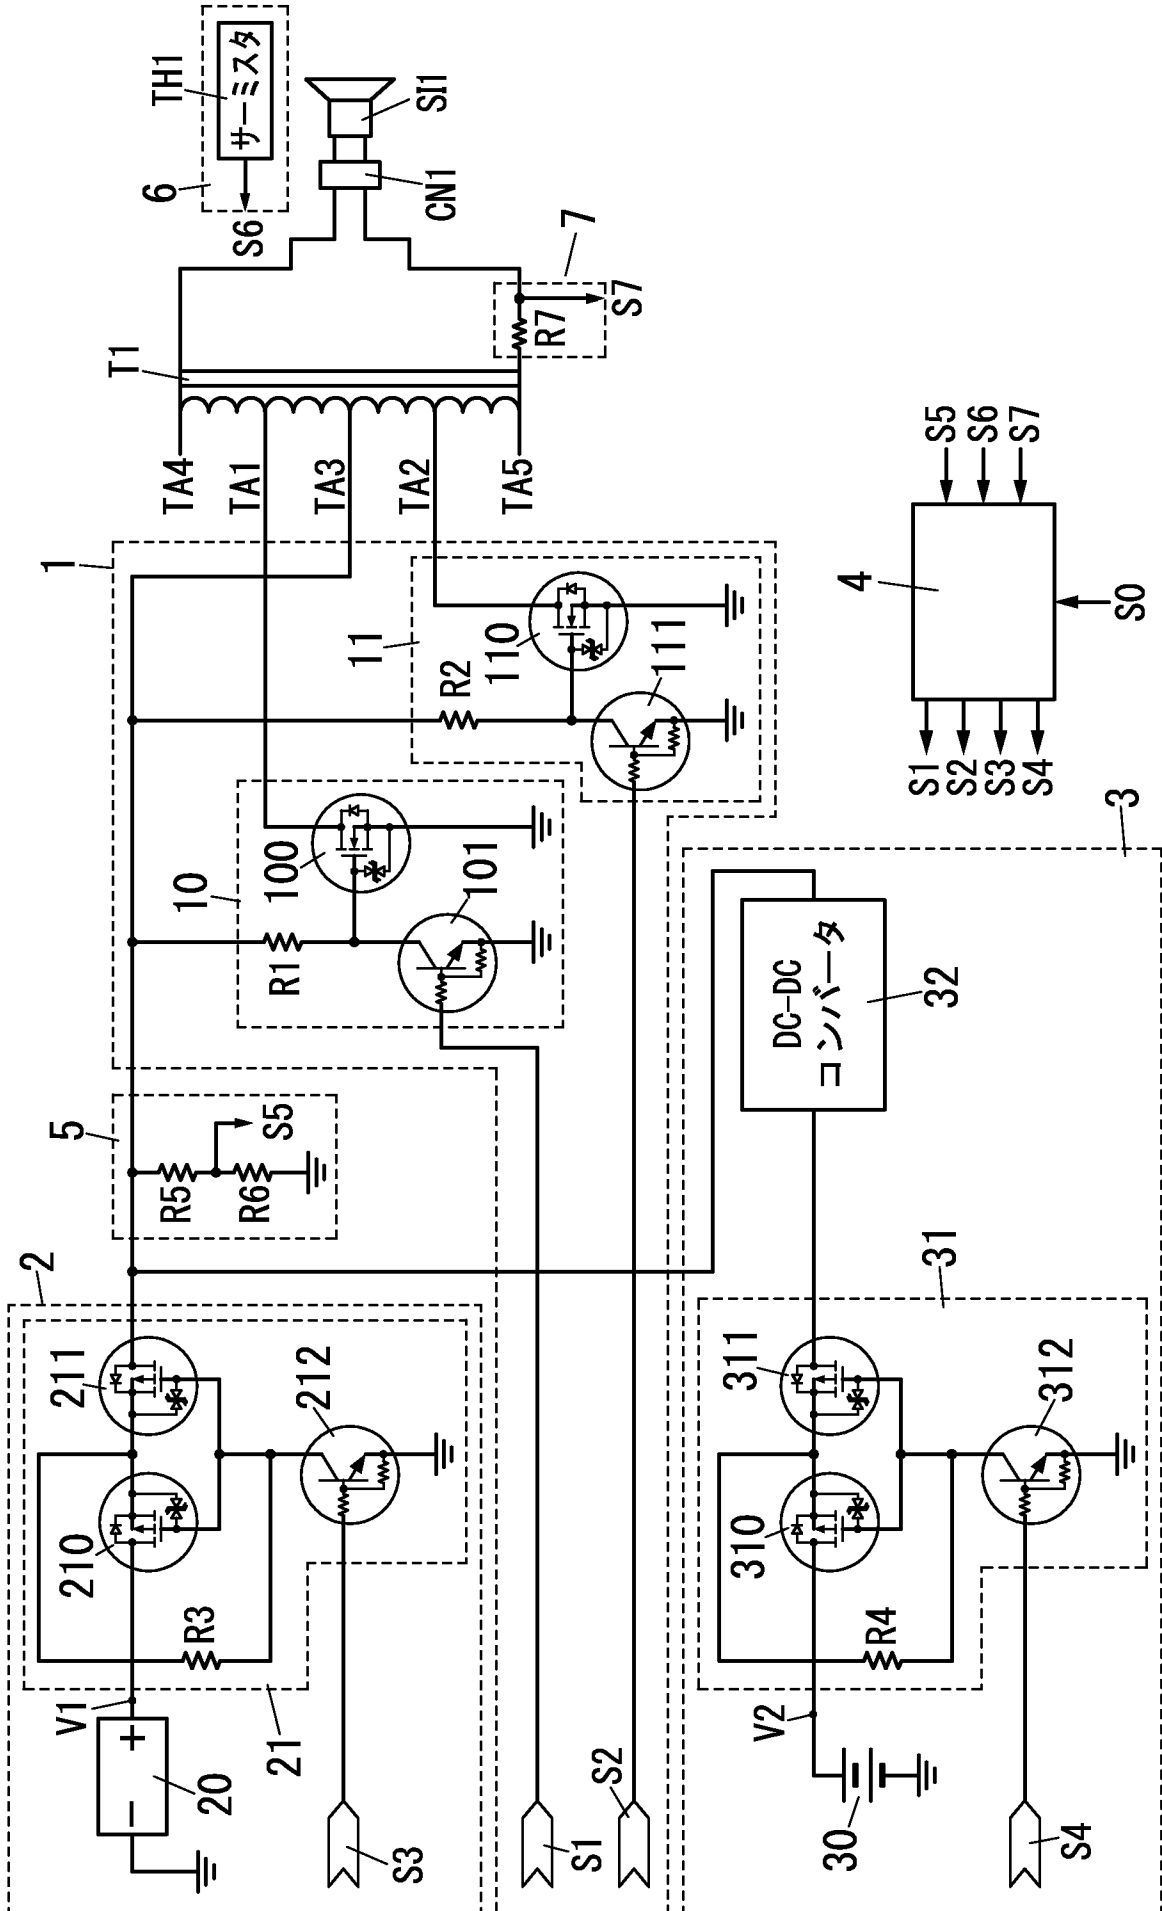 TH1
サーミスタ
6
S6
SI1
CN1
7
S7
R7
T1
TA4
TA1
TA3
TA2
TA5
1
11
110
R2
111
10
100
101
R1
5
S5
R5
R6
2
211
212
210
R3
V1
20
21
S3
S1
S2
S5
S6
S7
4
S0
S1
S2
S3
S4
3
DC-DC
コンバータ
32
31
311
312
310
R4
V2
30
S4